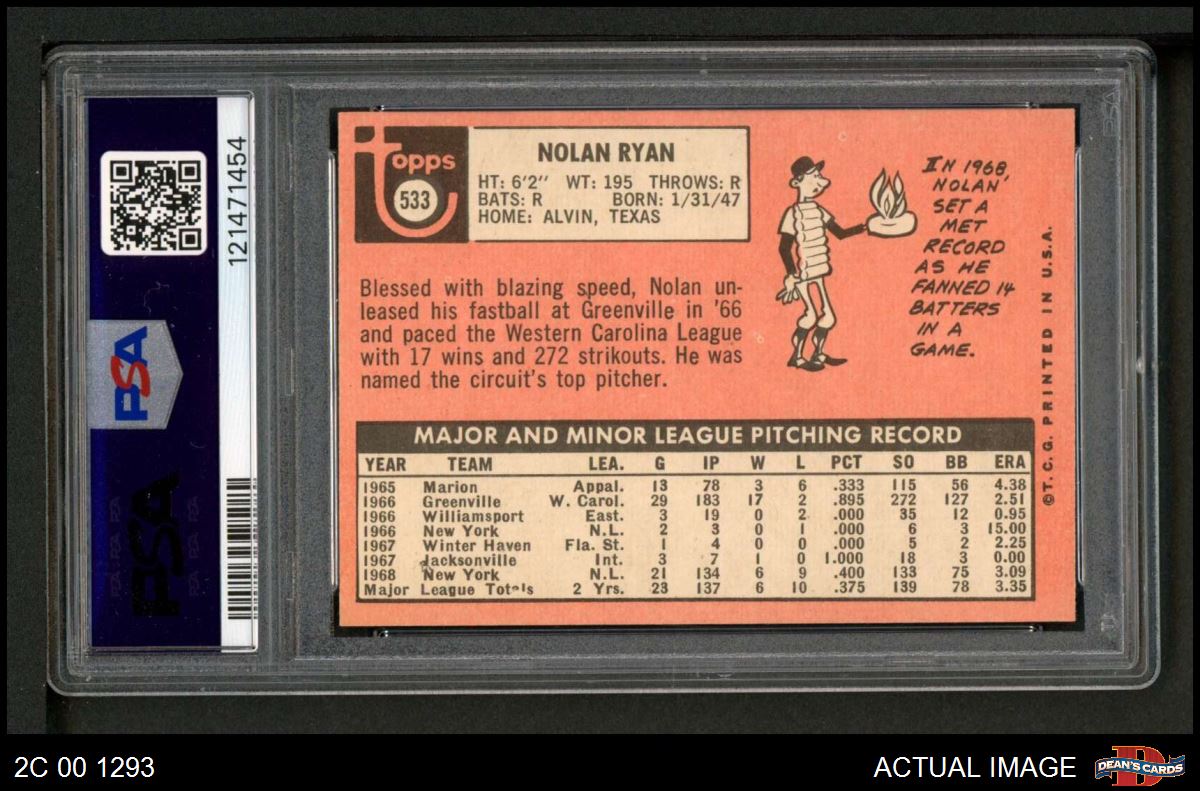 121471454
PSA
PSA
topps
533
NOLAN RYAN
HT: 6'2" WT: 195 THROWS: R
BATS: R BORN: 1/31/47
HOME: ALVIN, TEXAS
Blessed with blazing speed, Nolan un-
leased his fastball at Greenville in '66
and paced the Western Carolina League
with 17 wins and 272 strikouts. He was
named the circuit's top pitcher.
IN 1968,
NOLAN
SET A
MET
RECORD
AS HE
FANNED 14
BATTERS
IN A
GAME.
©T. C. G. PRINTED IN U.S.A.
MAJOR AND MINOR LEAGUE PITCHING RECORD
YEAR TEAM LEA. G IP W L PCT SO BB ERA
1965 Marion Appal. 13 78 3 6 .333 115 56 4.38
1966 Greenville W. Carol. 29 183 17 2 .895 272 127 2.51
1966 Williamsport East. 3 19 0 2 .000 35 12 0.95
1966 New York N.L. 2 3 0 1 .000 6 3 15.00
1967 Winter Haven Fla. St. 1 4 0 0 .000 5 2 2.25
1967 Jacksonville Int. 3 7 1 0 1.000 18 3 0.00
1968 New York N.L. 21 134 6 9 .400 133 75 3.09
Major League Totals 2 Yrs. 23 137 6 10 .375 139 78 3.35
2C 00 1293
ACTUAL IMAGE
DEAN'S CARDS